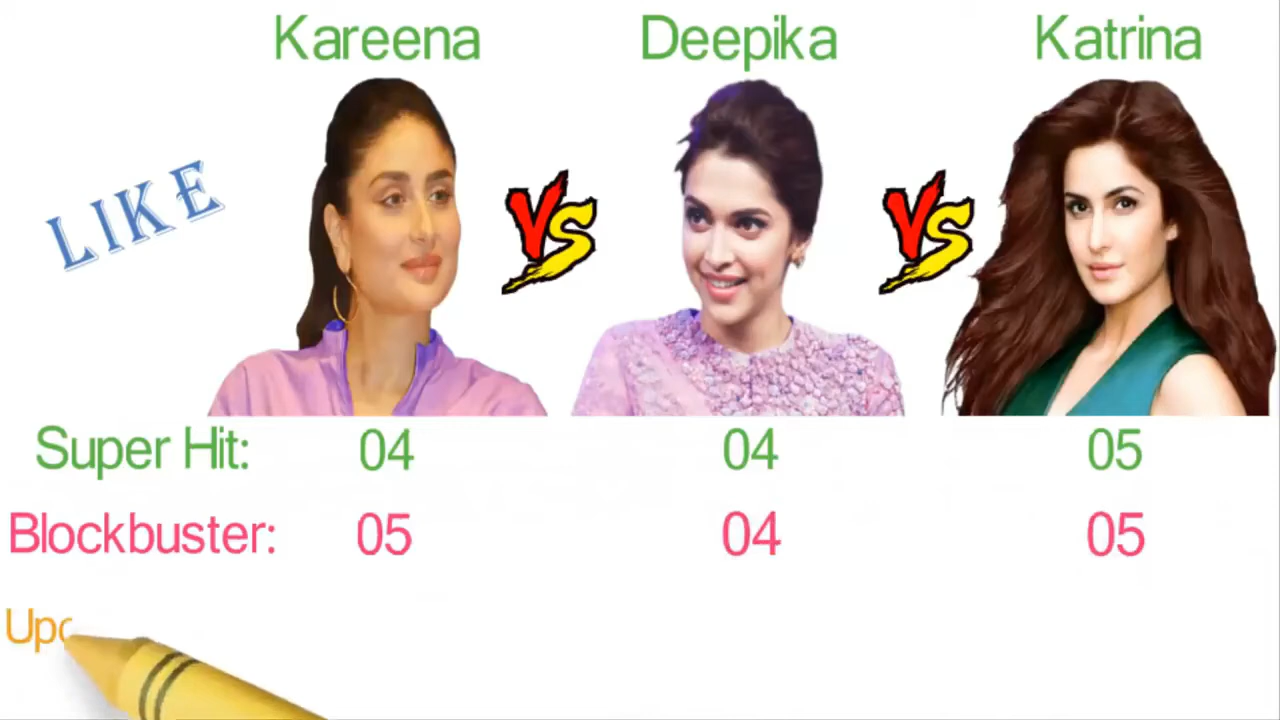 Kareena Deepika Katrina
LIKE
VS VS
Super Hit: 04 04 05
Blockbuster: 05 04 05